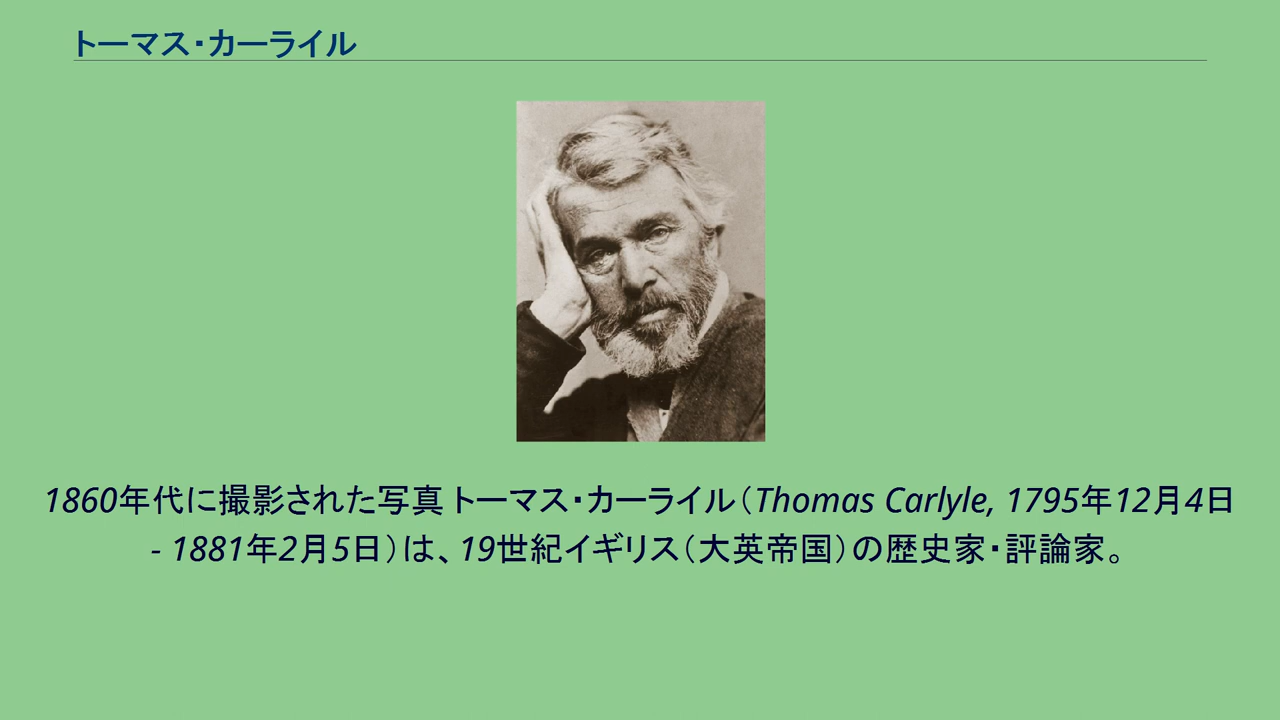 トーマス・カーライル
1860年代に撮影された写真 トーマス・カーライル（Thomas Carlyle, 1795年12月4日
- 1881年2月5日）は、19世紀イギリス（大英帝国）の歴史家・評論家。